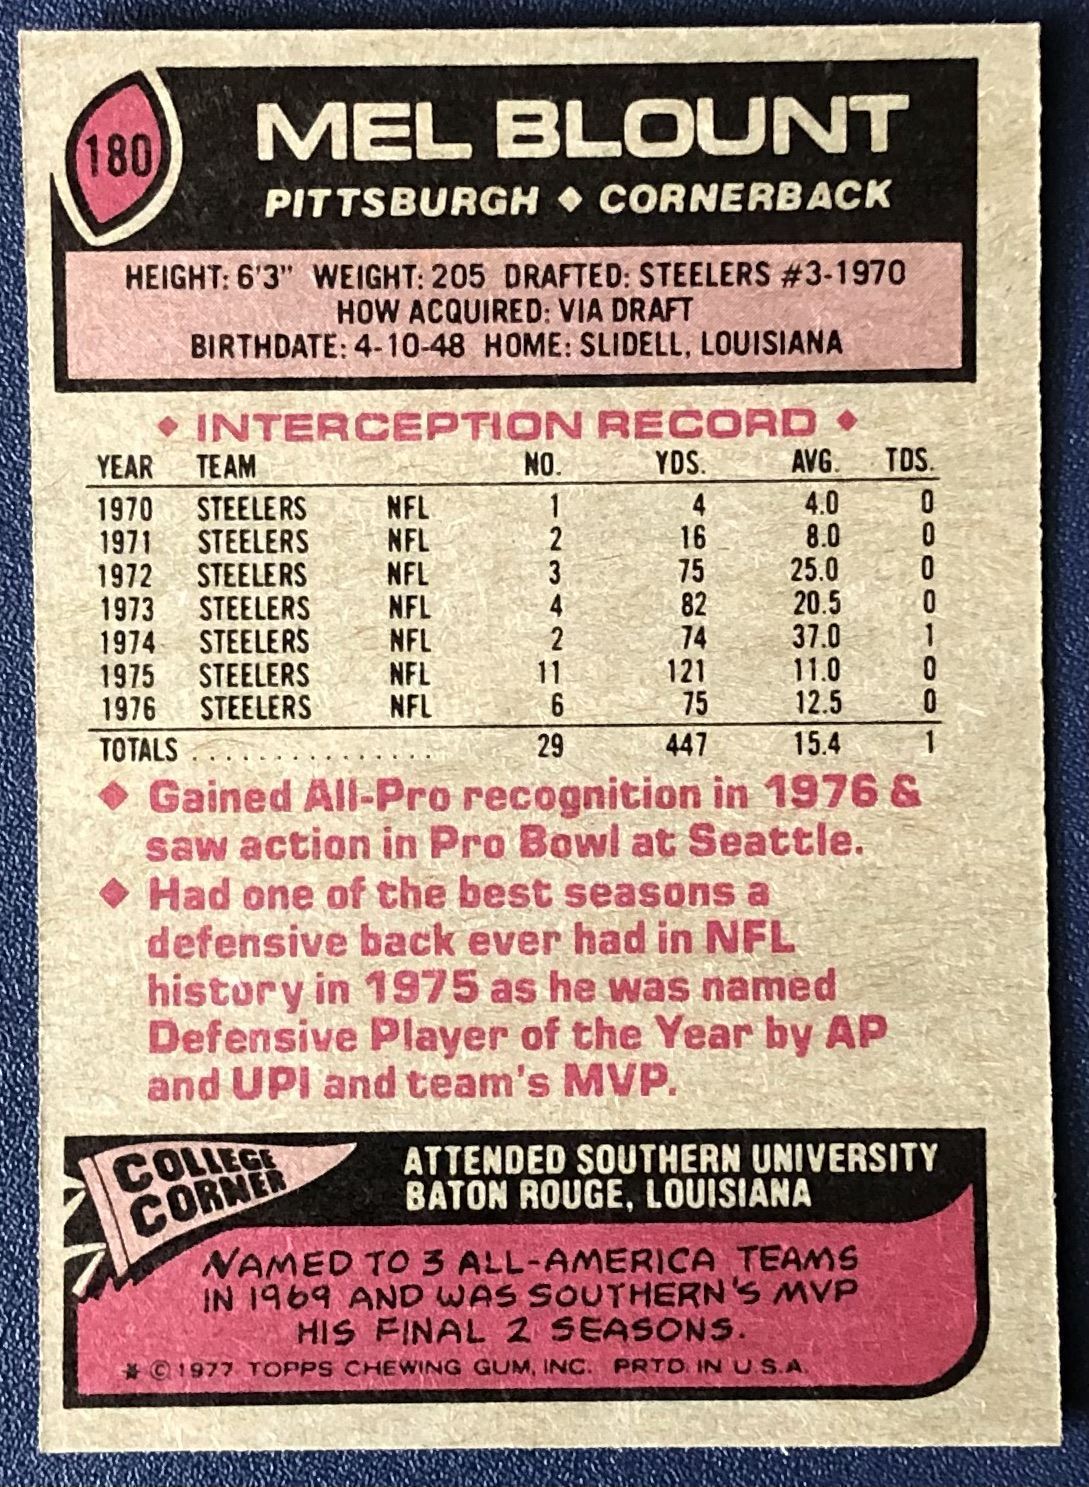 180
MEL BLOUNT
PITTSBURGH ◆ CORNERBACK
HEIGHT: 6'3" WEIGHT: 205 DRAFTED: STEELERS #3-1970
HOW ACQUIRED: VIA DRAFT
BIRTHDATE: 4-10-48 HOME: SLIDELL, LOUISIANA
◆ INTERCEPTION RECORD ◆
YEAR TEAM NO. YDS. AVG. TDS.
1970 STEELERS NFL 1 4 4.0 0
1971 STEELERS NFL 2 16 8.0 0
1972 STEELERS NFL 3 75 25.0 0
1973 STEELERS NFL 4 82 20.5 0
1974 STEELERS NFL 2 74 37.0 1
1975 STEELERS NFL 11 121 11.0 0
1976 STEELERS NFL 6 75 12.5 0
TOTALS ............... 29 447 15.4 1
◆ Gained All-Pro recognition in 1976 &
saw action in Pro Bowl at Seattle.
◆ Had one of the best seasons a
defensive back ever had in NFL
history in 1975 as he was named
Defensive Player of the Year by AP
and UPI and team's MVP.
COLLEGE
CORNER
ATTENDED SOUTHERN UNIVERSITY
BATON ROUGE, LOUISIANA
NAMED TO 3 ALL-AMERICA TEAMS
IN 1969 AND WAS SOUTHERN'S MVP
HIS FINAL 2 SEASONS.
* © 1977 TOPPS CHEWING GUM, INC. PRTD. IN U.S.A.